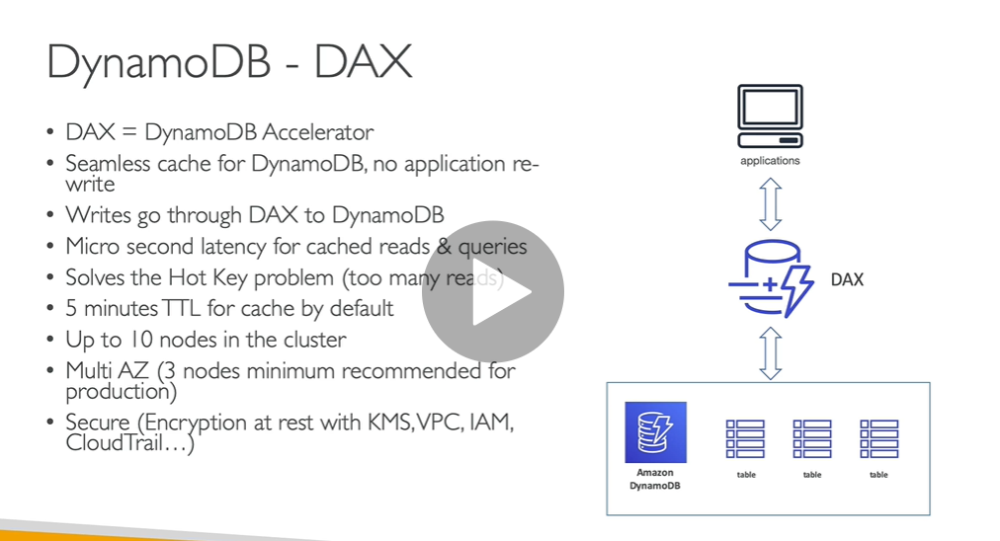 DynamoDB - DAX
• DAX = DynamoDB Accelerator
• Seamless cache for DynamoDB, no application re-
write
• Writes go through DAX to DynamoDB
• Micro second latency for cached reads & queries
• Solves the Hot Key problem (too many reads)
• 5 minutes TTL for cache by default
• Up to 10 nodes in the cluster
• Multi AZ (3 nodes minimum recommended for
production)
• Secure (Encryption at rest with KMS, VPC, IAM,
CloudTrail…)
applications
DAX
Amazon
DynamoDB
table
table
table